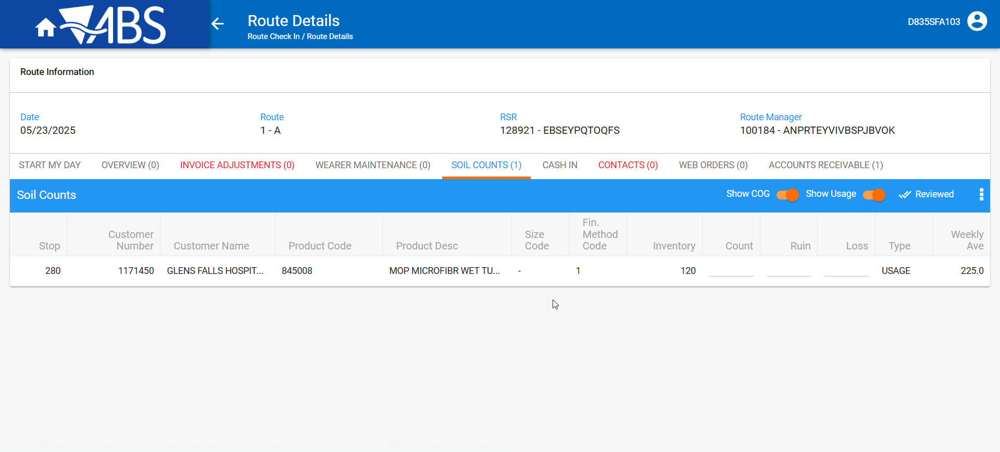 ABS
Route Details
Route Check In / Route Details
D835SFA103
Route Information
Date
05/23/2025
Route
1 - A
RSR
128921 - EBSEYPQTOQFS
Route Manager
100184 - ANPRTEYVIVBSPJBVOK
START MY DAY OVERVIEW (0) INVOICE ADJUSTMENTS (0) WEARER MAINTENANCE (0) SOIL COUNTS (1) CASH IN CONTACTS (0) WEB ORDERS (0) ACCOUNTS RECEIVABLE (1)
Soil Counts Show COG Show Usage Reviewed
Stop
Customer
Number
Customer Name
Product Code
Product Desc
Size
Code
Fin.
Method
Code
Inventory
Count
Ruin
Loss
Type
Weekly
Ave
280 1171450 GLENS FALLS HOSPIT... 845008 MOP MICROFIBR WET TU... - 1 120 USAGE 225.0